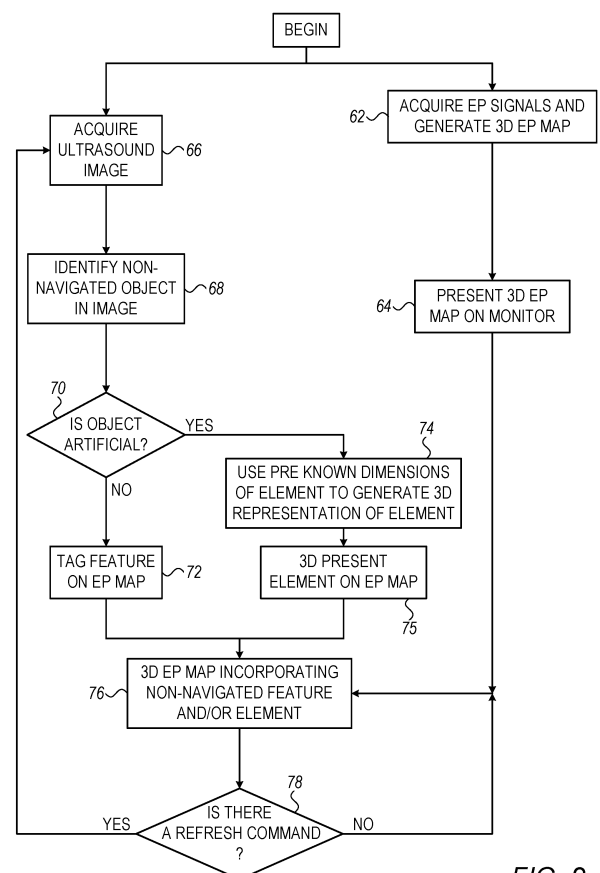 BEGIN
ACQUIRE EP SIGNALS AND
GENERATE 3D EP MAP
62
ACQUIRE
ULTRASOUND
IMAGE
66
IDENTIFY NON-
NAVIGATED OBJECT
IN IMAGE
68
PRESENT 3D EP
MAP ON MONITOR
64
70
IS OBJECT
ARTIFICIAL?
YES
NO
74
USE PRE KNOWN DIMENSIONS
OF ELEMENT TO GENERATE 3D
REPRESENTATION OF ELEMENT
TAG FEATURE
ON EP MAP
72
3D PRESENT
ELEMENT ON EP MAP
75
3D EP MAP INCORPORATING
NON-NAVIGATED FEATURE
AND/OR ELEMENT
76
78
IS THERE
A REFRESH COMMAND
?
YES
NO